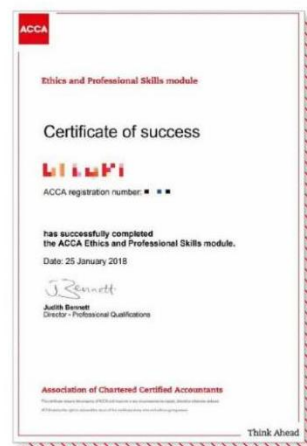 ACCA
Ethics and Professional Skills module
Certificate of success
ACCA registration number:
has successfully completed
the ACCA Ethics and Professional Skills module.
Date: 25 January 2018
J. Bennett
Judith Bennett
Director - Professional Qualifications
Association of Chartered Certified Accountants
Think Ahead